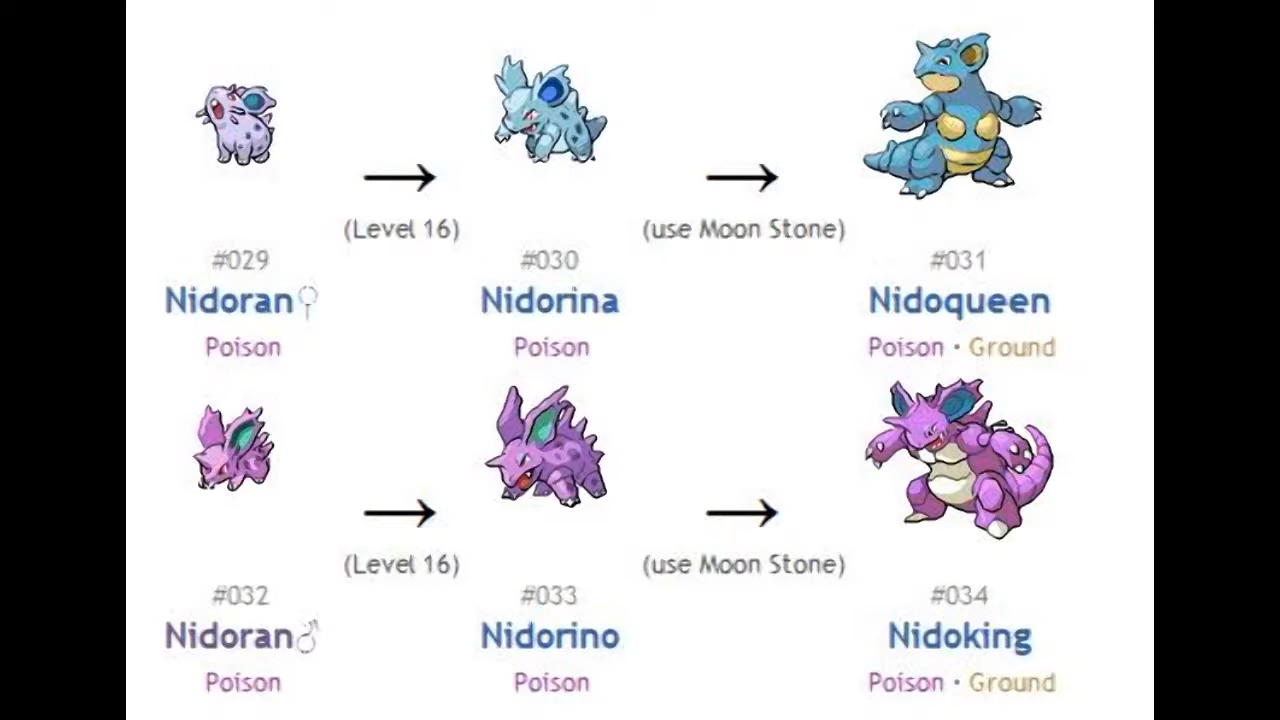 (Level 16)
(use Moon Stone)
#029
#030
#031
Nidoran♀
Nidorina
Nidoqueen
Poison
Poison
Poison · Ground
(Level 16)
(use Moon Stone)
#032
#033
#034
Nidoran♂
Nidorino
Nidoking
Poison
Poison
Poison · Ground